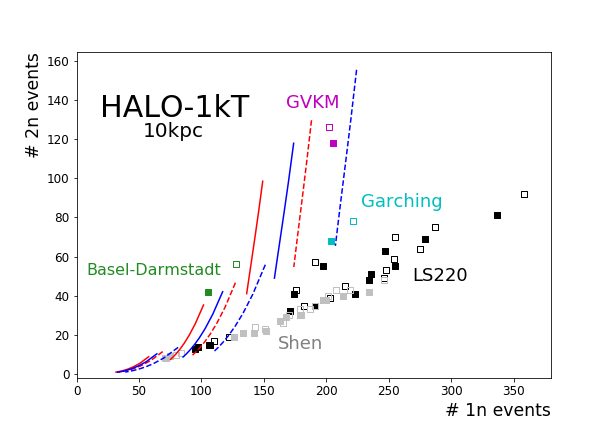 160
140
120
100
80
60
40
20
0
# 2n events
HALO-1kT
10kpc
GVKM
Garching
Basel-Darmstadt
LS220
Shen
0 50 100 150 200 250 300 350
# 1n events